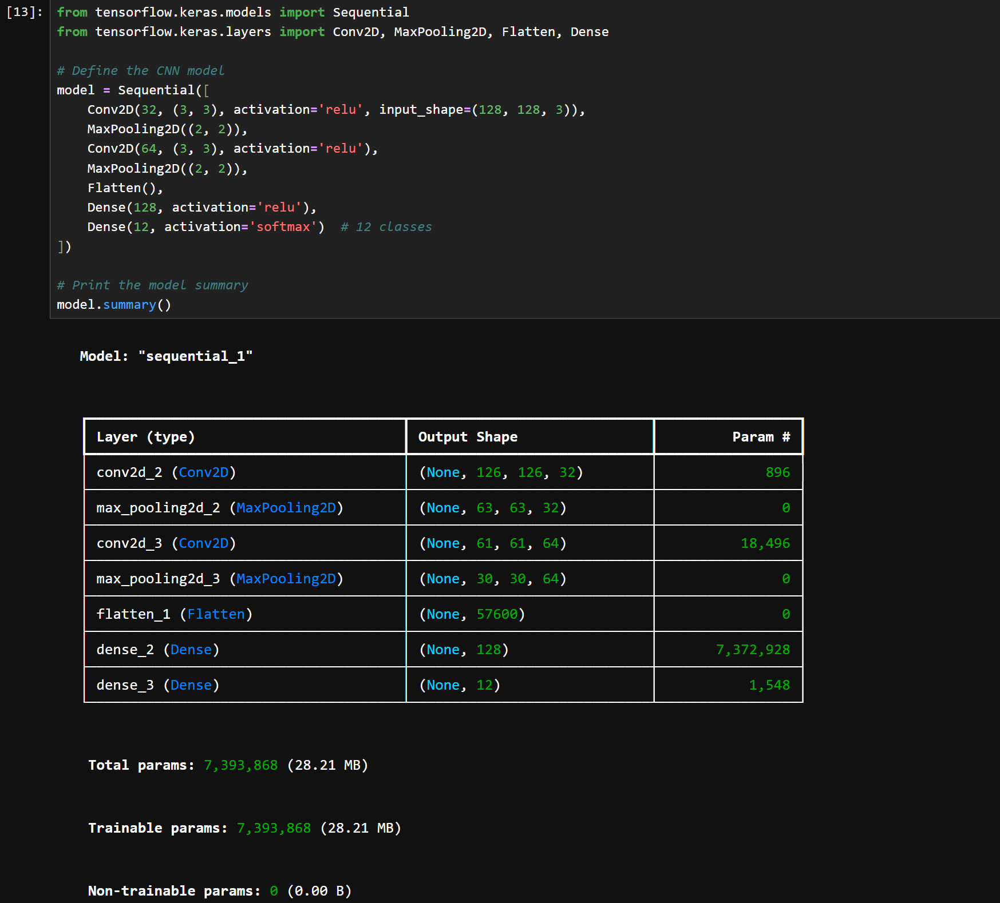 [13]: from tensorflow.keras.models import Sequential
from tensorflow.keras.layers import Conv2D, MaxPooling2D, Flatten, Dense
# Define the CNN model
model = Sequential([
    Conv2D(32, (3, 3), activation='relu', input_shape=(128, 128, 3)),
    MaxPooling2D((2, 2)),
    Conv2D(64, (3, 3), activation='relu'),
    MaxPooling2D((2, 2)),
    Flatten(),
    Dense(128, activation='relu'),
    Dense(12, activation='softmax')  # 12 classes
])
# Print the model summary
model.summary()
Model: "sequential_1"
Layer (type) Output Shape Param #
conv2d_2 (Conv2D) (None, 126, 126, 32) 896
max_pooling2d_2 (MaxPooling2D) (None, 63, 63, 32) 0
conv2d_3 (Conv2D) (None, 61, 61, 64) 18,496
max_pooling2d_3 (MaxPooling2D) (None, 30, 30, 64) 0
flatten_1 (Flatten) (None, 57600) 0
dense_2 (Dense) (None, 128) 7,372,928
dense_3 (Dense) (None, 12) 1,548
Total params: 7,393,868 (28.21 MB)
Trainable params: 7,393,868 (28.21 MB)
Non-trainable params: 0 (0.00 B)